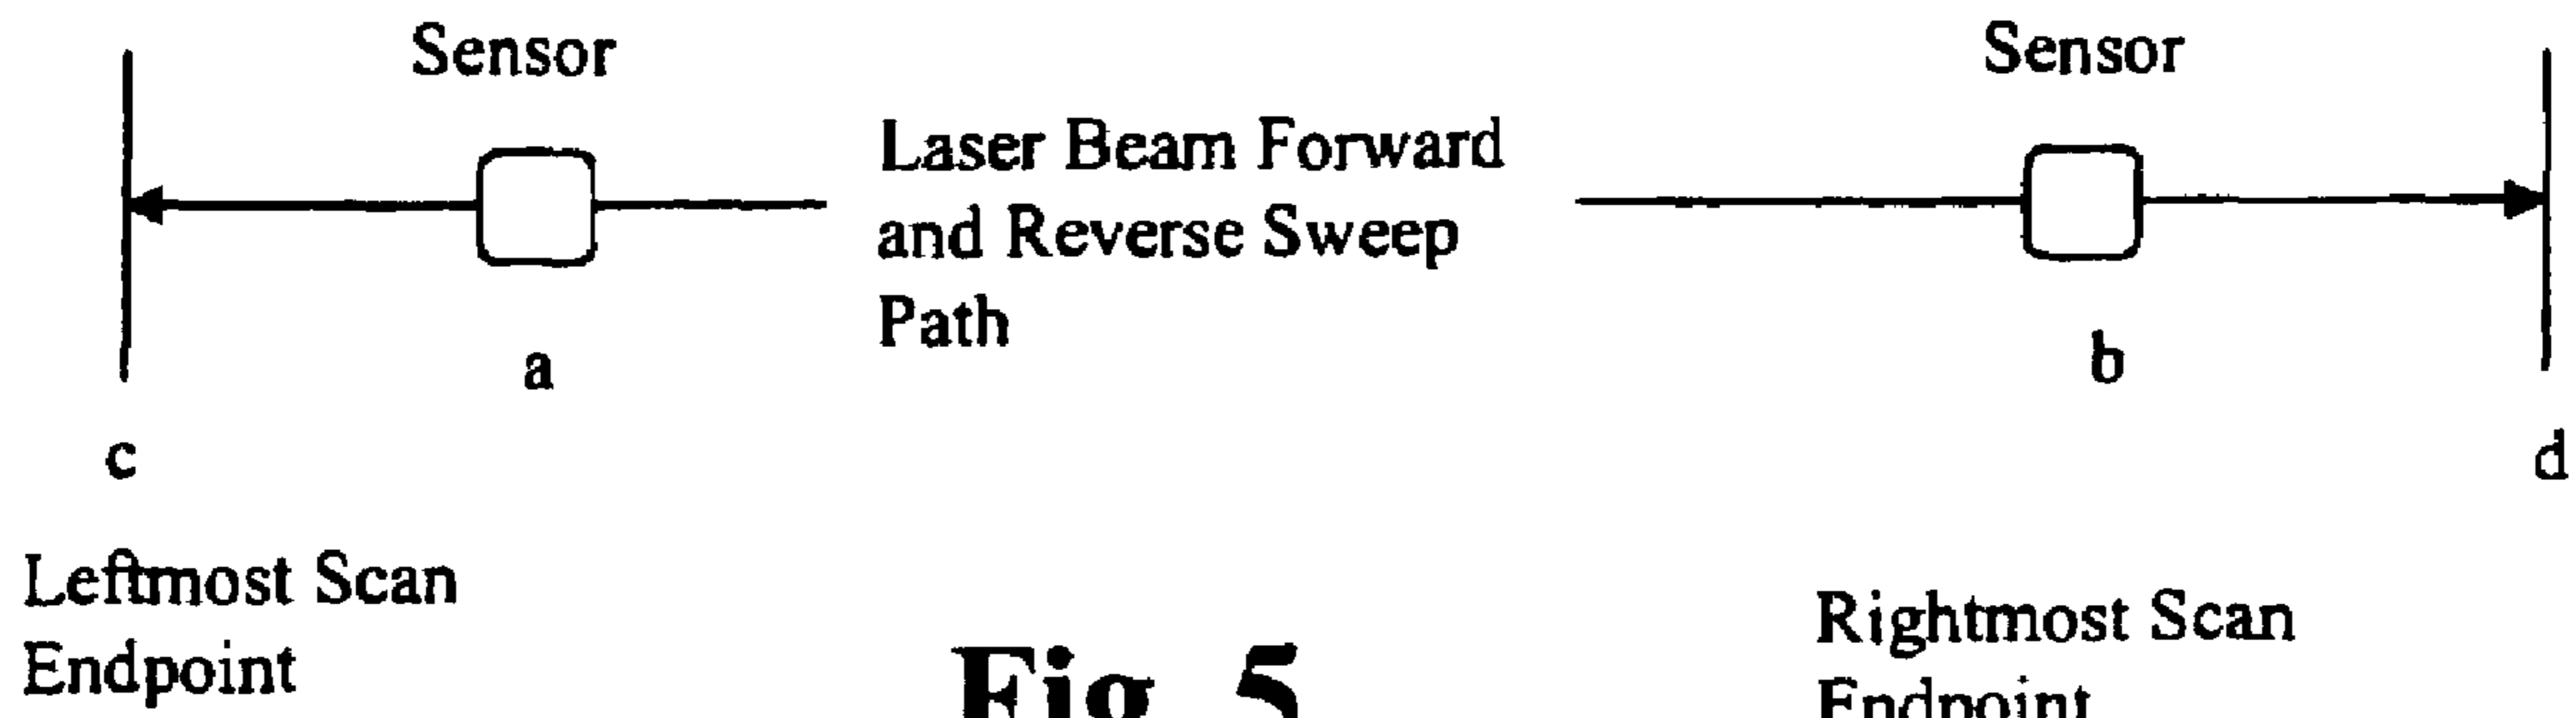 Sensor
Sensor
Laser Beam Forward
and Reverse Sweep
Path
a
b
c
d
Leftmost Scan
Endpoint
Rightmost Scan
Endpoint
Fig. 5